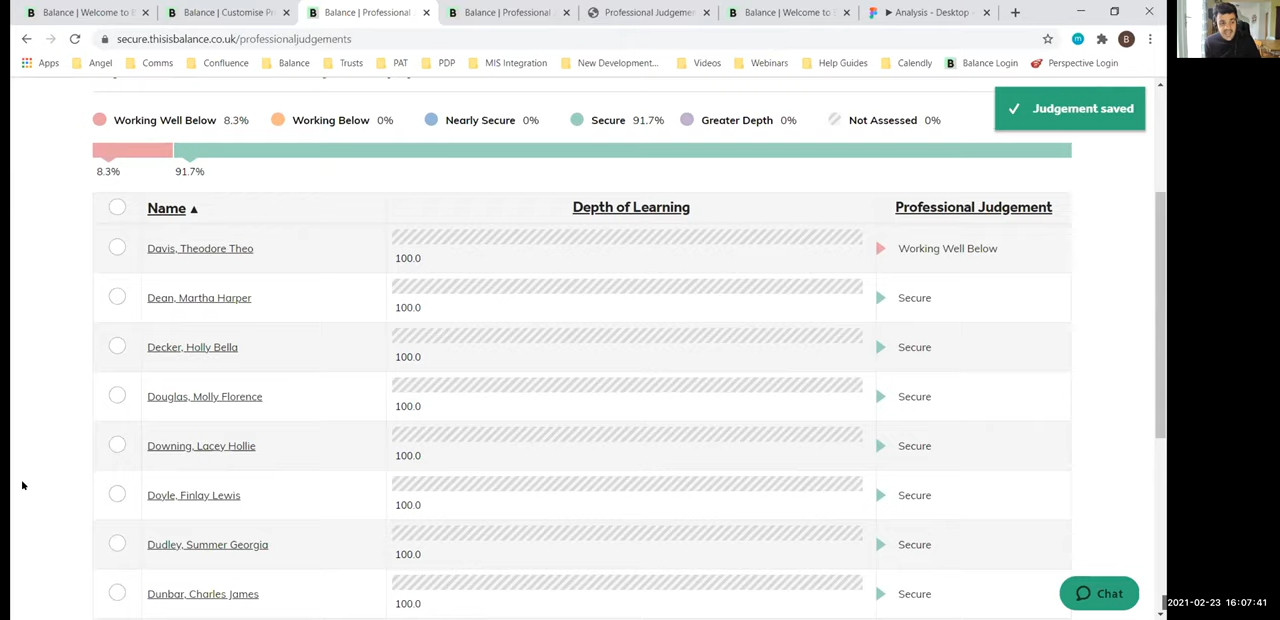 Balance | Welcome to B
Balance | Customise Pr
Balance | Professional
Balance | Professional
Professional Judgemen
Balance | Welcome to
Analysis - Desktop -
secure.thisisbalance.co.uk/professionaljudgements
B
Apps
Angel
Comms
Confluence
Balance
Trusts
PAT
PDP
MIS Integration
New Development...
Videos
Webinars
Help Guides
Calendly
Balance Login
Perspective Login
Working Well Below 8.3%
Working Below 0%
Nearly Secure 0%
Secure 91.7%
Greater Depth 0%
Not Assessed 0%
Judgement saved
8.3%
91.7%
Name ▲
Depth of Learning
Professional Judgement
Davis, Theodore Theo
100.0
Working Well Below
Dean, Martha Harper
100.0
Secure
Decker, Holly Bella
100.0
Secure
Douglas, Molly Florence
100.0
Secure
Downing, Lacey Hollie
100.0
Secure
Doyle, Finlay Lewis
100.0
Secure
Dudley, Summer Georgia
100.0
Secure
Dunbar, Charles James
100.0
Secure
Chat
2021-02-23 16:07:41